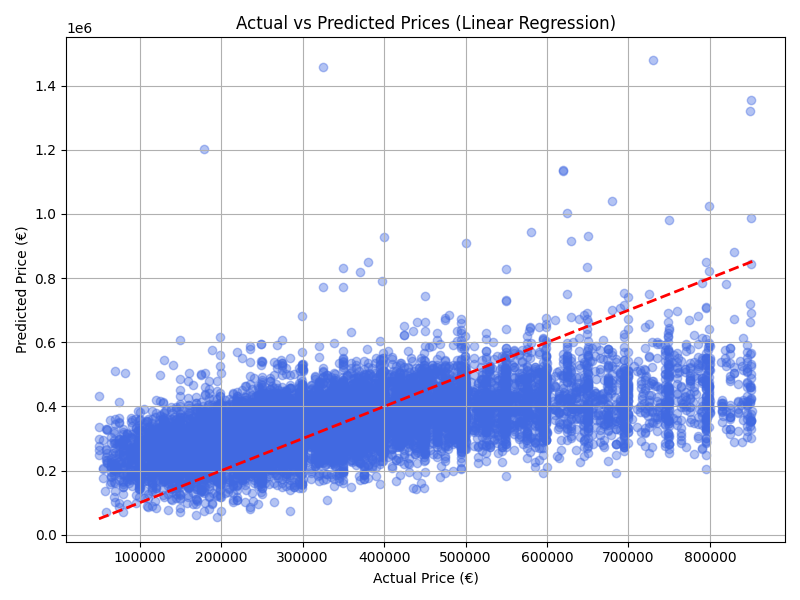 Actual vs Predicted Prices (Linear Regression)
1e6
1.4
1.2
1.0
0.8
0.6
0.4
0.2
0.0
Predicted Price (€)
100000 200000 300000 400000 500000 600000 700000 800000
Actual Price (€)